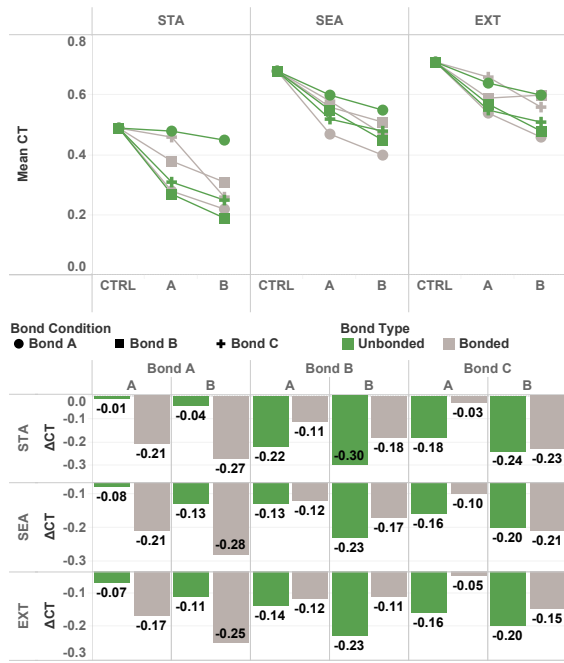 STA SEA EXT
0.8
0.6
Mean CT
0.4
0.2
0.0
CTRL A B CTRL A B CTRL A B
Bond Condition Bond Type
Bond A Bond B Bond C Unbonded Bonded
Bond A Bond B Bond C
A B A B A B
STA ΔCT 0.0 -0.1 -0.2 -0.3
-0.01 -0.21 -0.04 -0.27 -0.22 -0.11 -0.30 -0.18 -0.18 -0.03 -0.24 -0.23
SEA ΔCT -0.1 -0.2 -0.3
-0.08 -0.21 -0.13 -0.28 -0.13 -0.12 -0.23 -0.17 -0.16 -0.10 -0.20 -0.21
EXT ΔCT -0.1 -0.2 -0.3
-0.07 -0.17 -0.11 -0.25 -0.14 -0.12 -0.23 -0.11 -0.16 -0.05 -0.20 -0.15